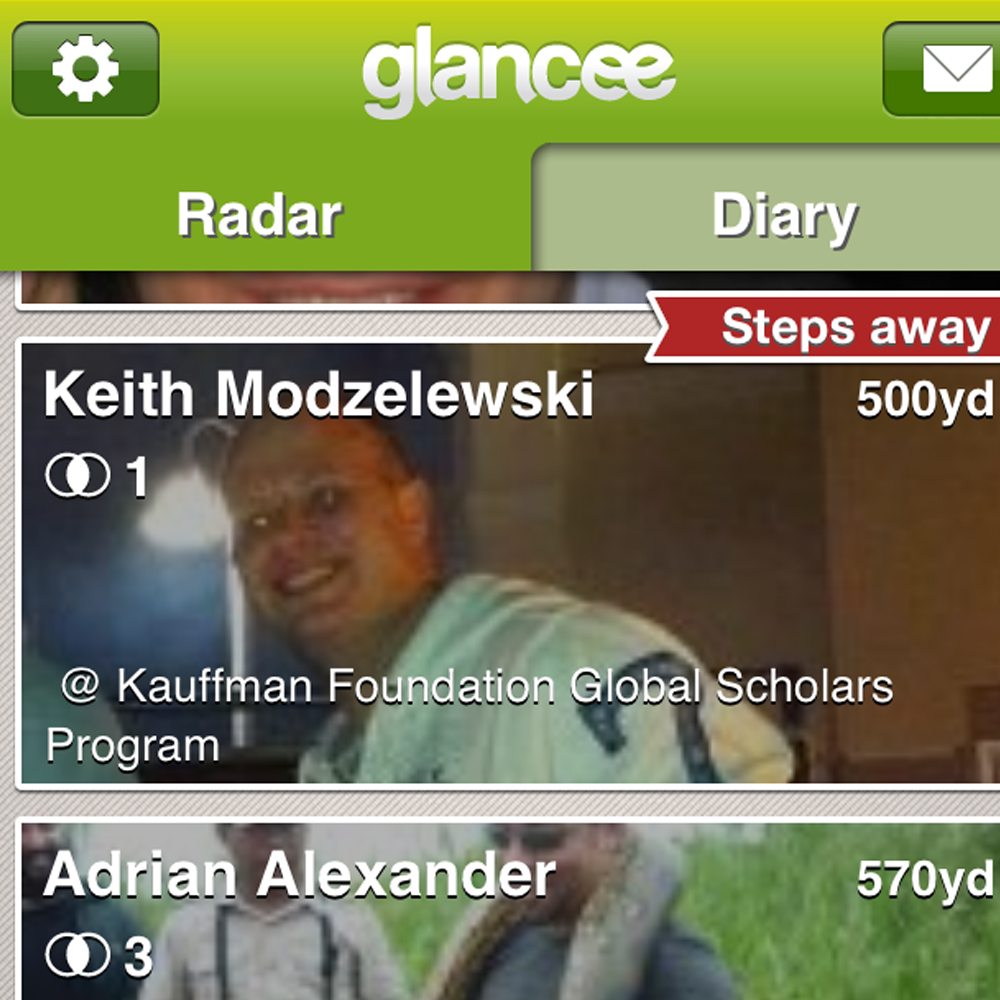 glancee
Radar
Diary
Steps away
Keith Modzelewski
500yd
1
@ Kauffman Foundation Global Scholars
Program
Adrian Alexander
570yd
3